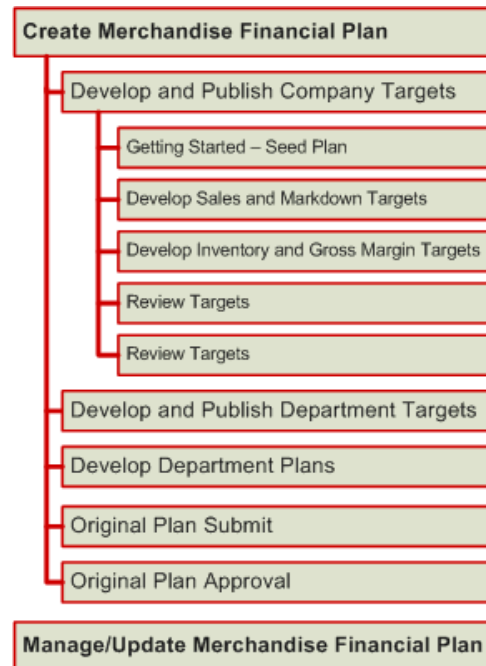 Create Merchandise Financial Plan
Develop and Publish Company Targets
Getting Started – Seed Plan
Develop Sales and Markdown Targets
Develop Inventory and Gross Margin Targets
Review Targets
Review Targets
Develop and Publish Department Targets
Develop Department Plans
Original Plan Submit
Original Plan Approval
Manage/Update Merchandise Financial Plan